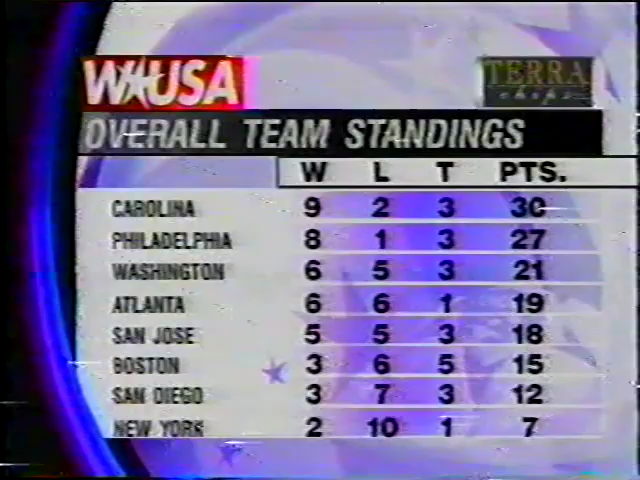 W★USA
TERRA
chips
OVERALL TEAM STANDINGS
W L T PTS.
CAROLINA 9 2 3 30
PHILADELPHIA 8 1 3 27
WASHINGTON 6 5 3 21
ATLANTA 6 6 1 19
SAN JOSE 5 5 3 18
BOSTON 3 6 5 15
SAN DIEGO 3 7 3 12
NEW YORK 2 10 1 7